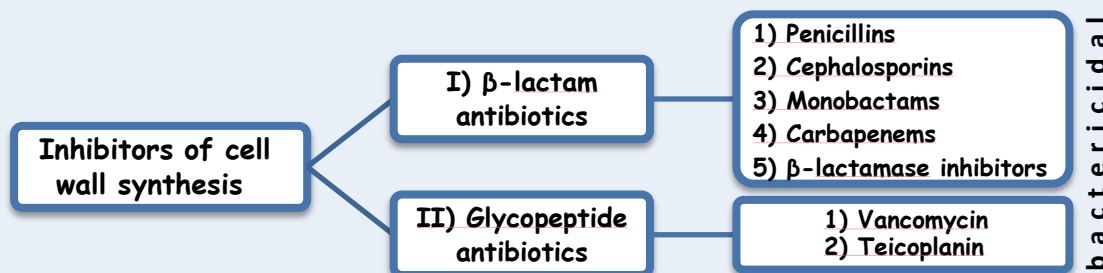 Inhibitors of cell
wall synthesis
I) β-lactam
antibiotics
1) Penicillins
2) Cephalosporins
3) Monobactams
4) Carbapenems
5) β-lactamase inhibitors
II) Glycopeptide
antibiotics
1) Vancomycin
2) Teicoplanin
bactericidal